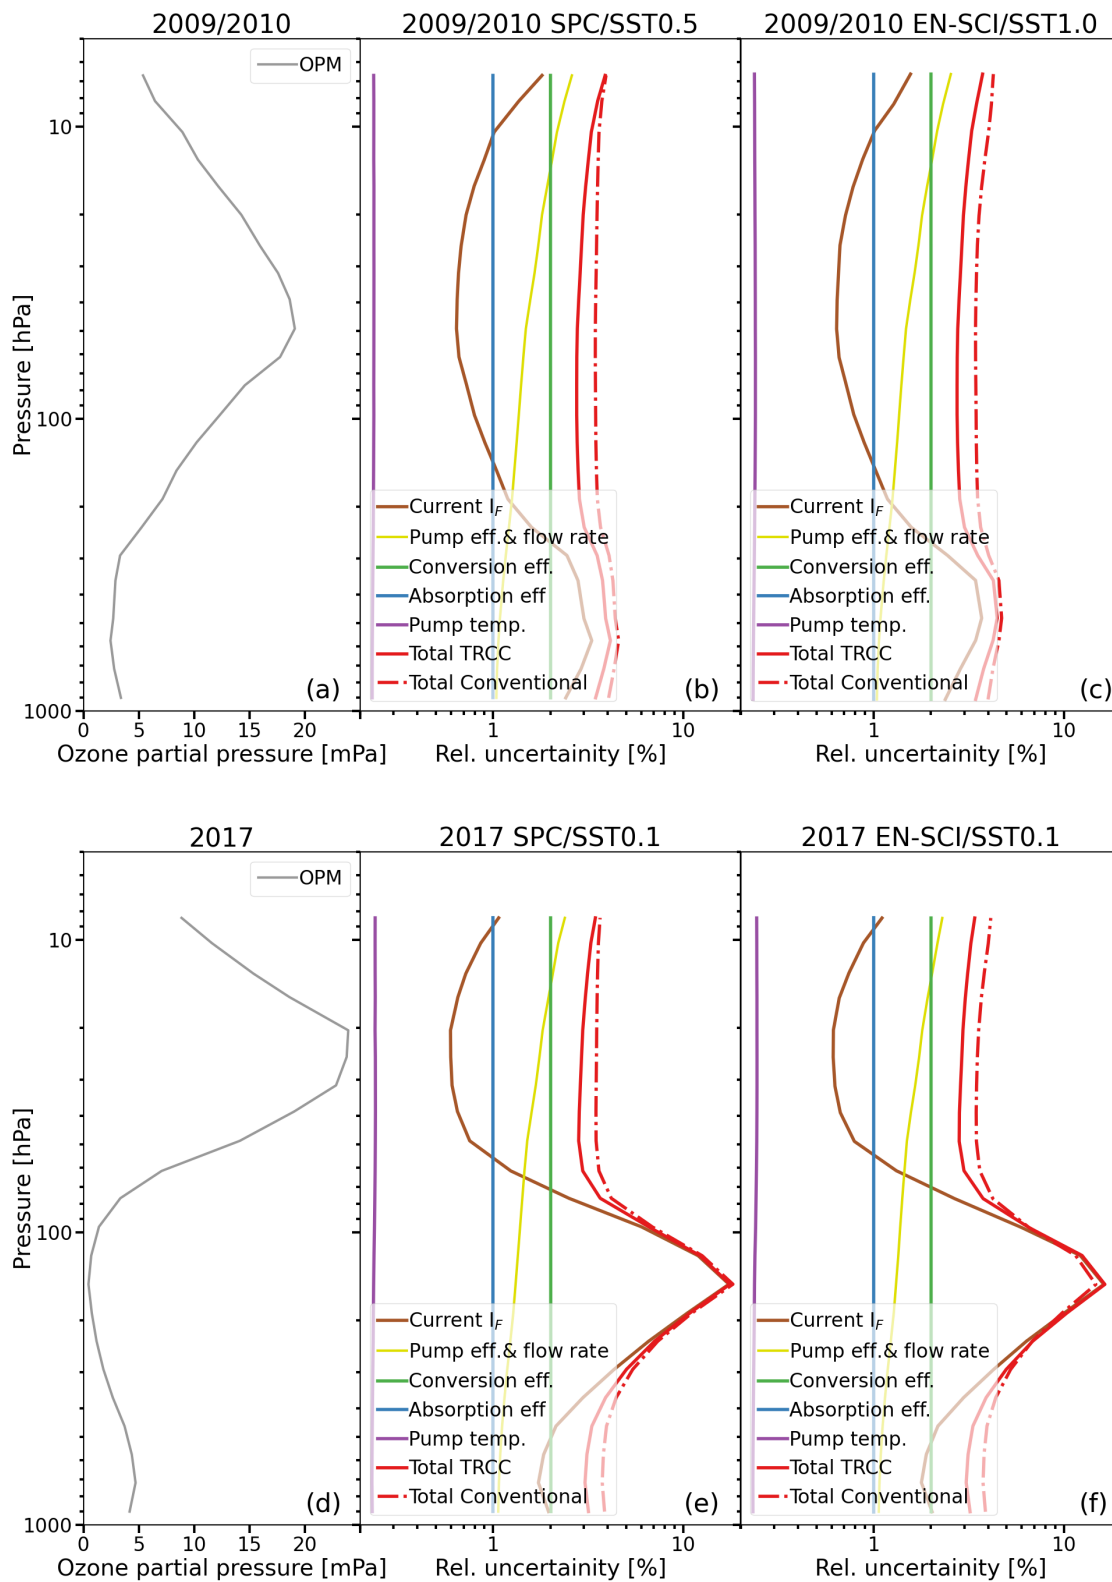 2009/2010
2009/2010 SPC/SST0.5
2009/2010 EN-SCI/SST1.0
OPM
10
100
1000
Pressure [hPa]
Current I_F
Pump eff.& flow rate
Conversion eff.
Absorption eff
Pump temp.
Total TRCC
Total Conventional
Current I_F
Pump eff.& flow rate
Conversion eff.
Absorption eff.
Pump temp.
Total TRCC
Total Conventional
(a)
(b)
(c)
0 5 10 15 20
1 10
1 10
Ozone partial pressure [mPa]
Rel. uncertainity [%]
Rel. uncertainity [%]
2017
2017 SPC/SST0.1
2017 EN-SCI/SST0.1
OPM
10
100
1000
Pressure [hPa]
Current I_F
Pump eff.& flow rate
Conversion eff.
Absorption eff
Pump temp.
Total TRCC
Total Conventional
Current I_F
Pump eff.& flow rate
Conversion eff.
Absorption eff.
Pump temp.
Total TRCC
Total Conventional
(d)
(e)
(f)
0 5 10 15 20
1 10
1 10
Ozone partial pressure [mPa]
Rel. uncertainity [%]
Rel. uncertainity [%]